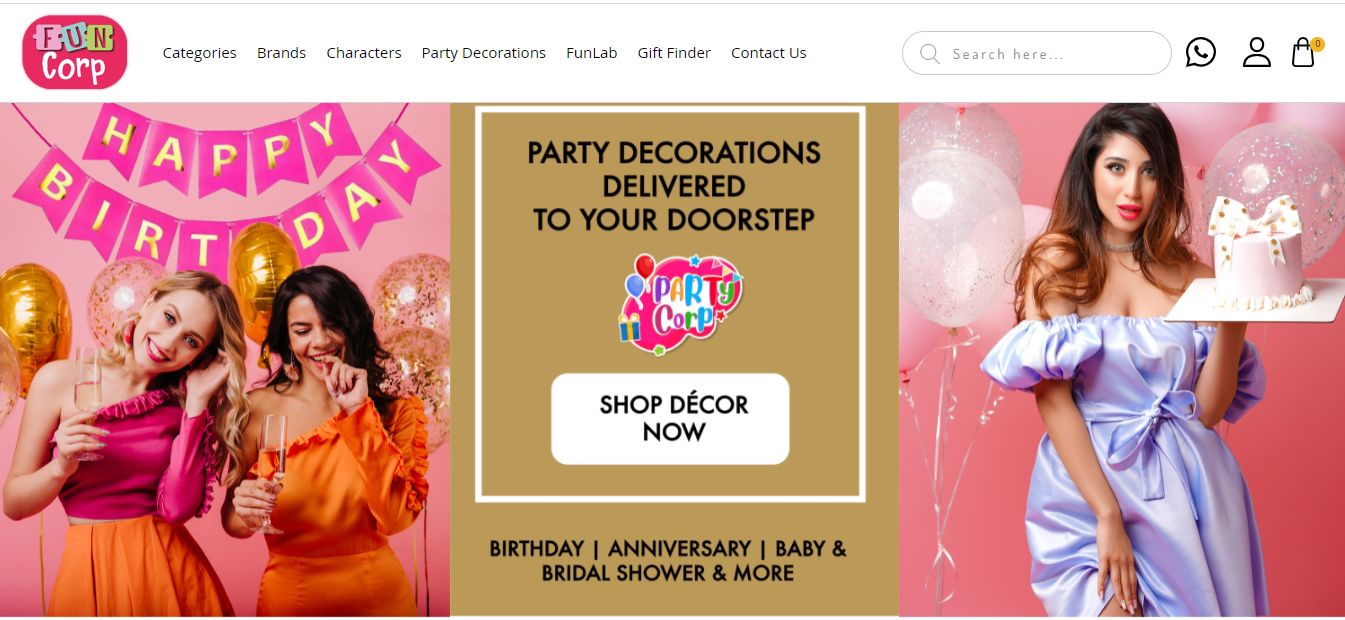 FUN
Corp
Categories Brands Characters Party Decorations FunLab Gift Finder Contact Us
Search here...
0
HAPPY
BIRTHDAY
PARTY DECORATIONS
DELIVERED
TO YOUR DOORSTEP
PARTY
Corp
SHOP DÉCOR
NOW
BIRTHDAY | ANNIVERSARY | BABY &
BRIDAL SHOWER & MORE